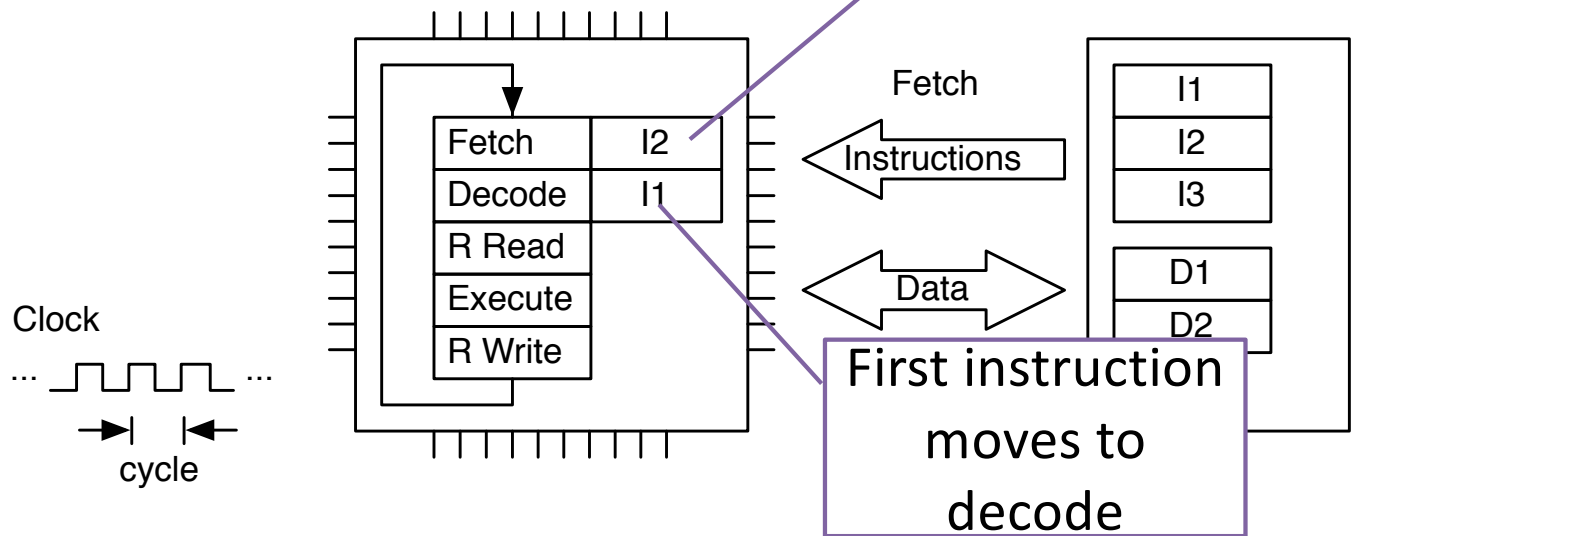 Fetch
I1
Fetch I2
I2
Instructions
Decode I1
I3
R Read
D1
Execute
Data
Clock
D2
R Write
First instruction
moves to
decode
... ...
cycle